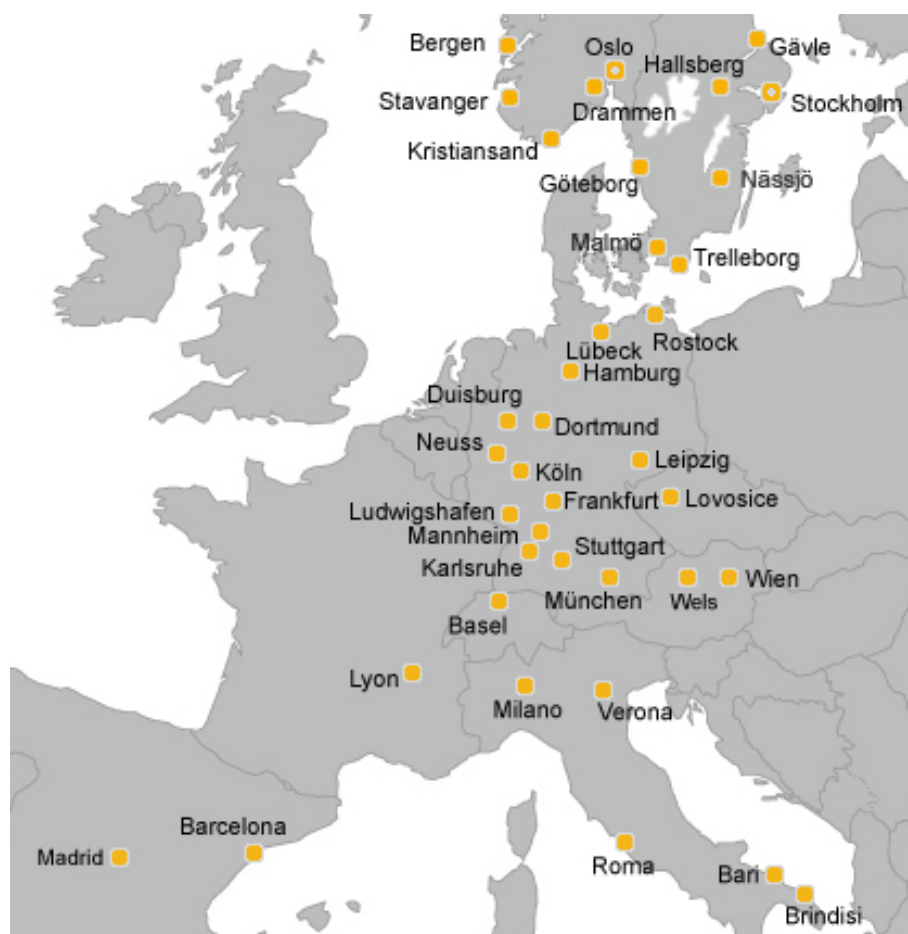 Bergen
Oslo
Gävle
Hallsberg
Stavanger
Drammen
Stockholm
Kristiansand
Göteborg
Nässjö
Malmö
Trelleborg
Rostock
Lübeck
Hamburg
Duisburg
Dortmund
Neuss
Leipzig
Köln
Frankfurt
Lovosice
Ludwigshafen
Mannheim
Stuttgart
Karlsruhe
Wien
München
Wels
Basel
Lyon
Milano
Verona
Barcelona
Madrid
Roma
Bari
Brindisi